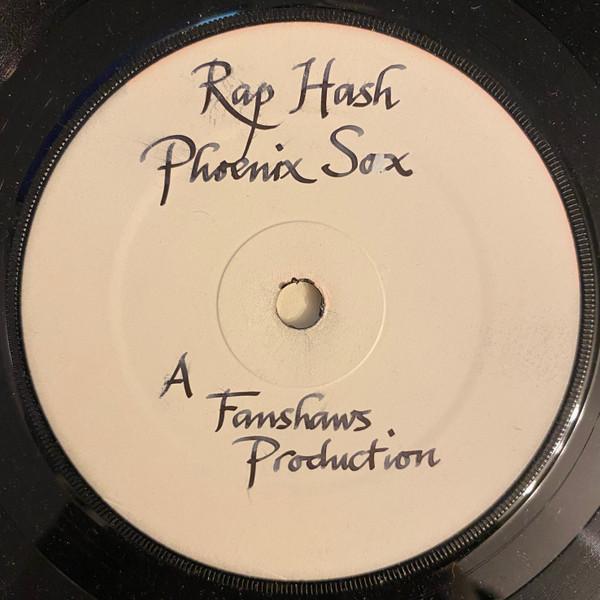 Rap Hash
Phoenix Sox
A
Fanshaws
Production